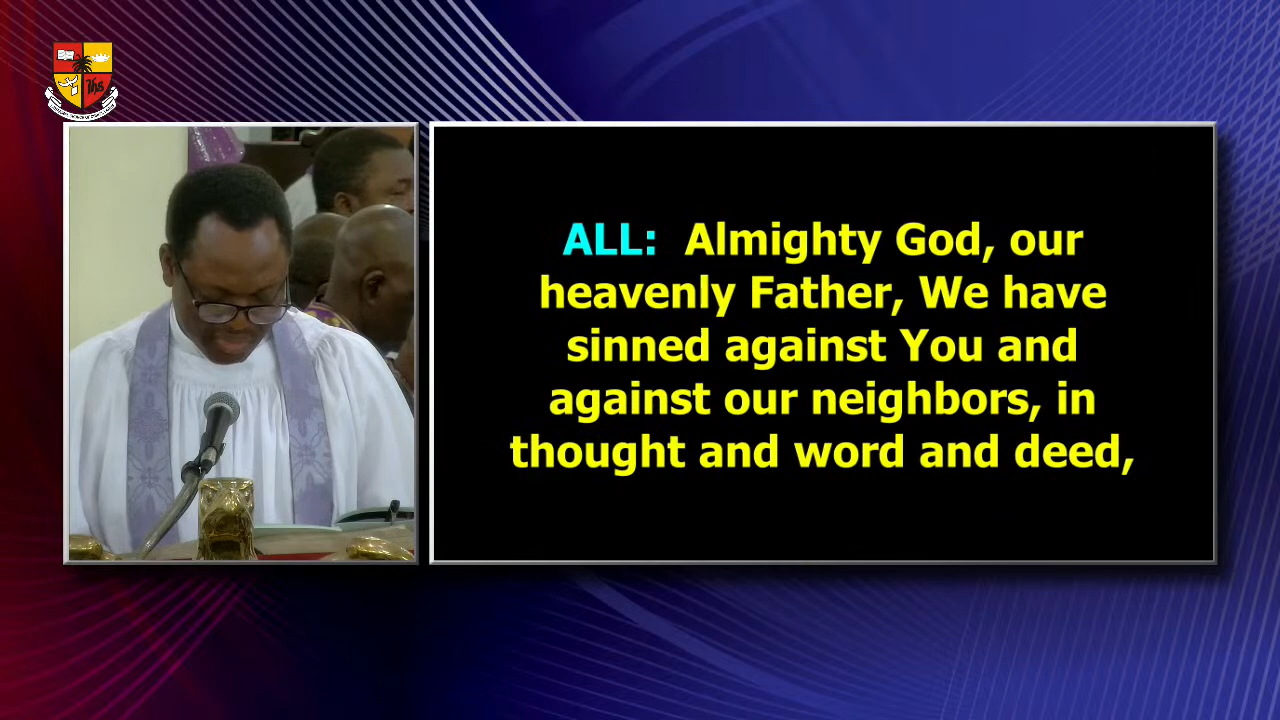 ALL: Almighty God, our
heavenly Father, We have
sinned against You and
against our neighbors, in
thought and word and deed,